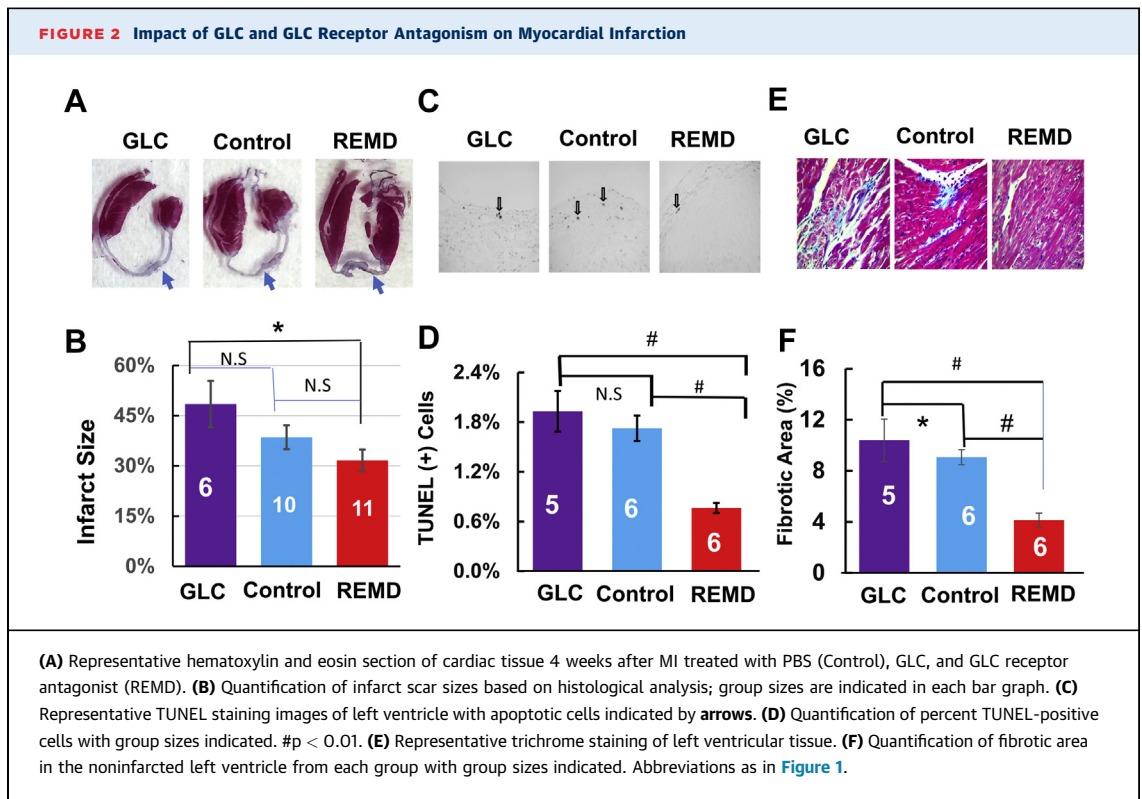 FIGURE 2 Impact of GLC and GLC Receptor Antagonism on Myocardial Infarction
A
GLC Control REMD
B
*
N.S
N.S
60%
45%
30%
15%
0%
Infarct Size
6
10
11
GLC Control REMD
C
GLC Control REMD
D
#
N.S
#
2.4%
1.8%
1.2%
0.6%
0.0%
TUNEL (+) Cells
5
6
6
GLC Control REMD
E
GLC Control REMD
F
#
*
#
16
12
8
4
0
Fibrotic Area (%)
5
6
6
GLC Control REMD
(A) Representative hematoxylin and eosin section of cardiac tissue 4 weeks after MI treated with PBS (Control), GLC, and GLC receptor
antagonist (REMD). (B) Quantification of infarct scar sizes based on histological analysis; group sizes are indicated in each bar graph. (C)
Representative TUNEL staining images of left ventricle with apoptotic cells indicated by arrows. (D) Quantification of percent TUNEL-positive
cells with group sizes indicated. #p < 0.01. (E) Representative trichrome staining of left ventricular tissue. (F) Quantification of fibrotic area
in the noninfarcted left ventricle from each group with group sizes indicated. Abbreviations as in Figure 1.